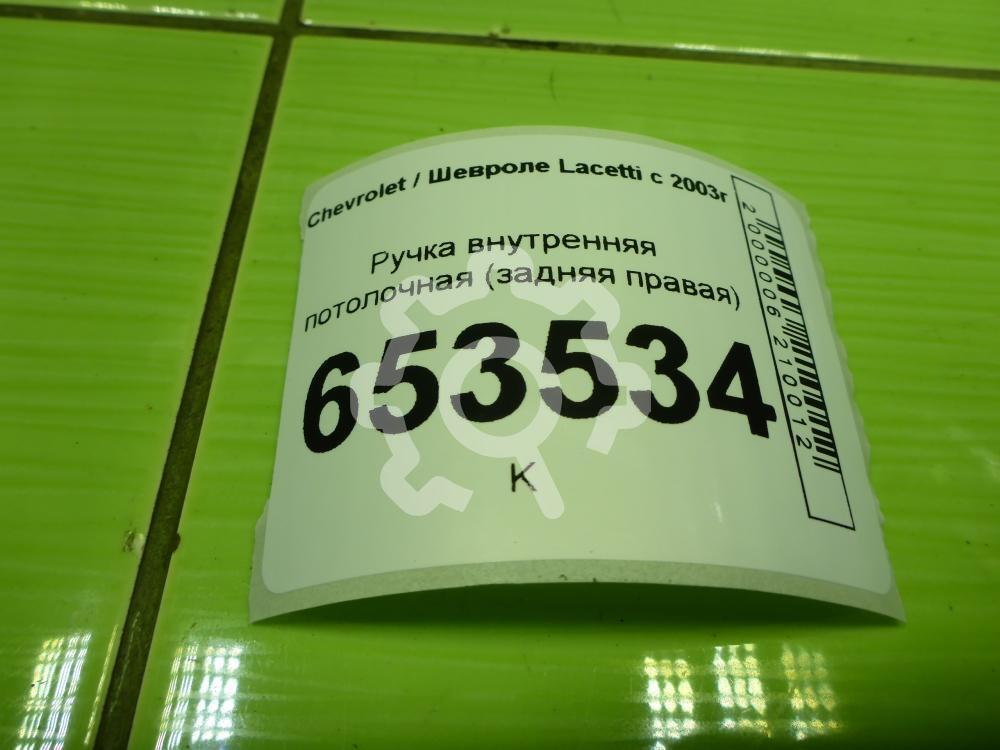 Chevrolet / Шевроле Lacetti с 2003г
Ручка внутренняя
потолочная (задняя правая)
653534
К
2000006210012